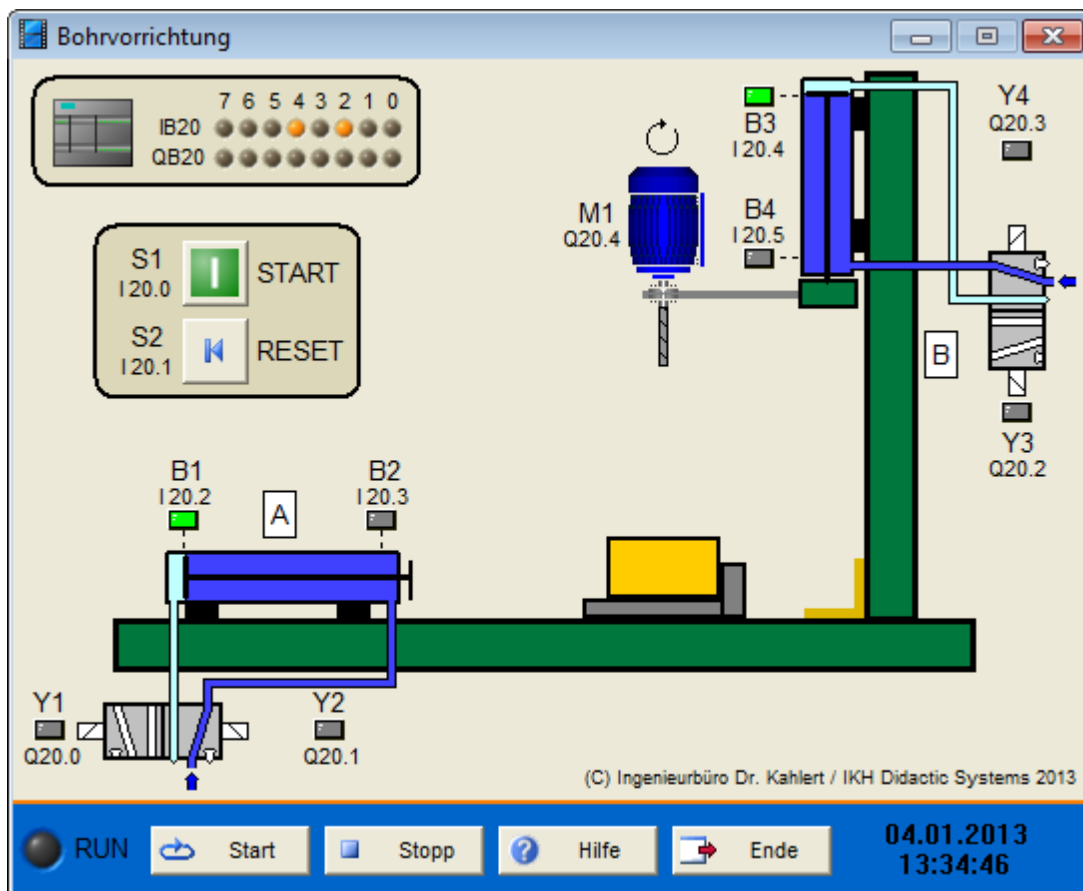 Bohrvorrichtung
7 6 5 4 3 2 1 0
IB20
QB20
S1
I 20.0
START
S2
I 20.1
RESET
M1
Q20.4
B3
I 20.4
B4
I 20.5
Y4
Q20.3
B
Y3
Q20.2
B1
I 20.2
A
B2
I 20.3
Y1
Q20.0
Y2
Q20.1
(C) Ingenieurbüro Dr. Kahlert / IKH Didactic Systems 2013
RUN
Start
Stopp
Hilfe
Ende
04.01.2013
13:34:46